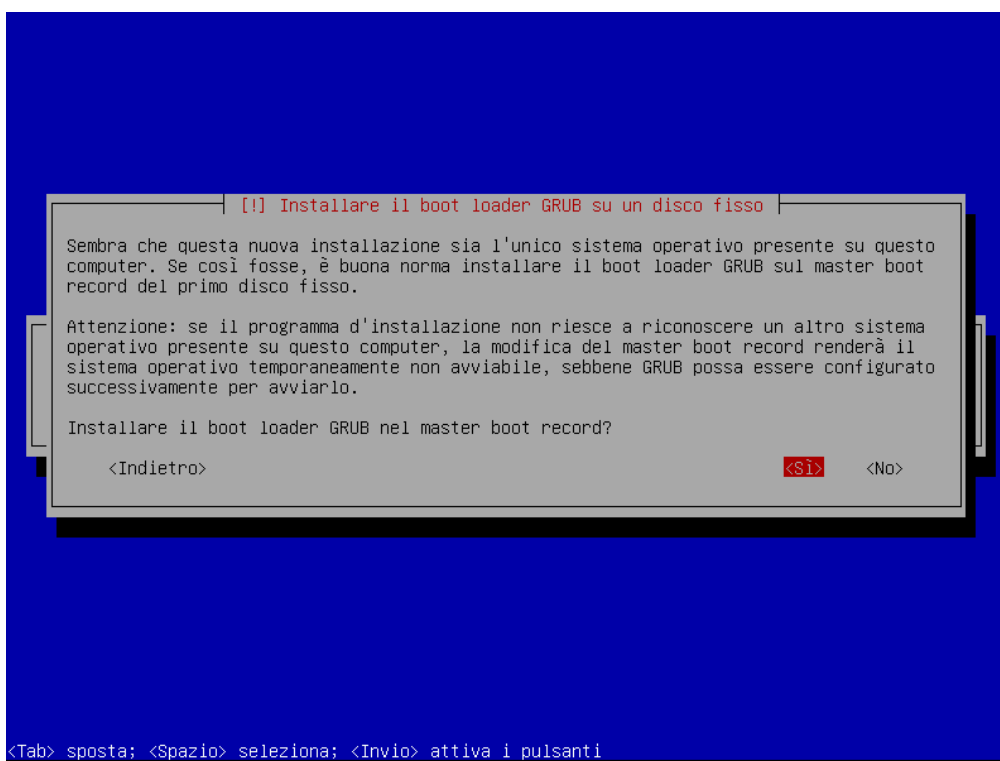 [!] Installare il boot loader GRUB su un disco fisso
Sembra che questa nuova installazione sia l'unico sistema operativo presente su questo
computer. Se così fosse, è buona norma installare il boot loader GRUB sul master boot
record del primo disco fisso.
Attenzione: se il programma d'installazione non riesce a riconoscere un altro sistema
operativo presente su questo computer, la modifica del master boot record renderà il
sistema operativo temporaneamente non avviabile, sebbene GRUB possa essere configurato
successivamente per avviarlo.
Installare il boot loader GRUB nel master boot record?
<Indietro> <Sì> <No>
<Tab> sposta; <Spazio> seleziona; <Invio> attiva i pulsanti